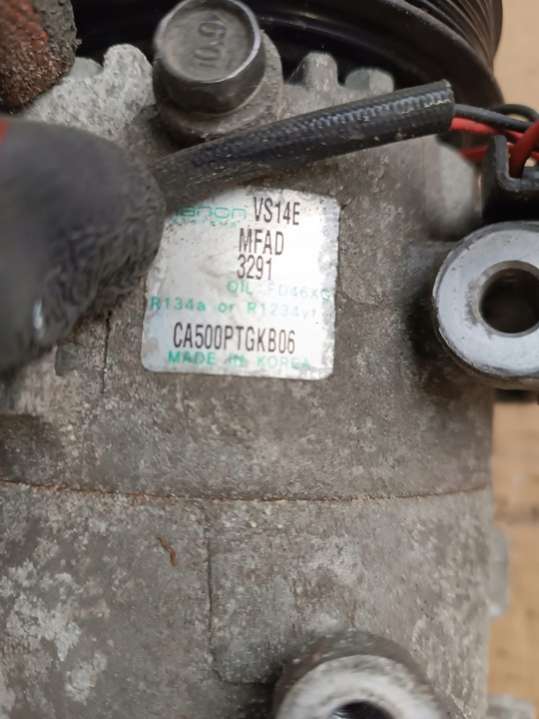 VS14E
MFAD
3291
OIL: FD46XG
R134a or R1234yf
CA500PTGKB06
MADE IN KOREA